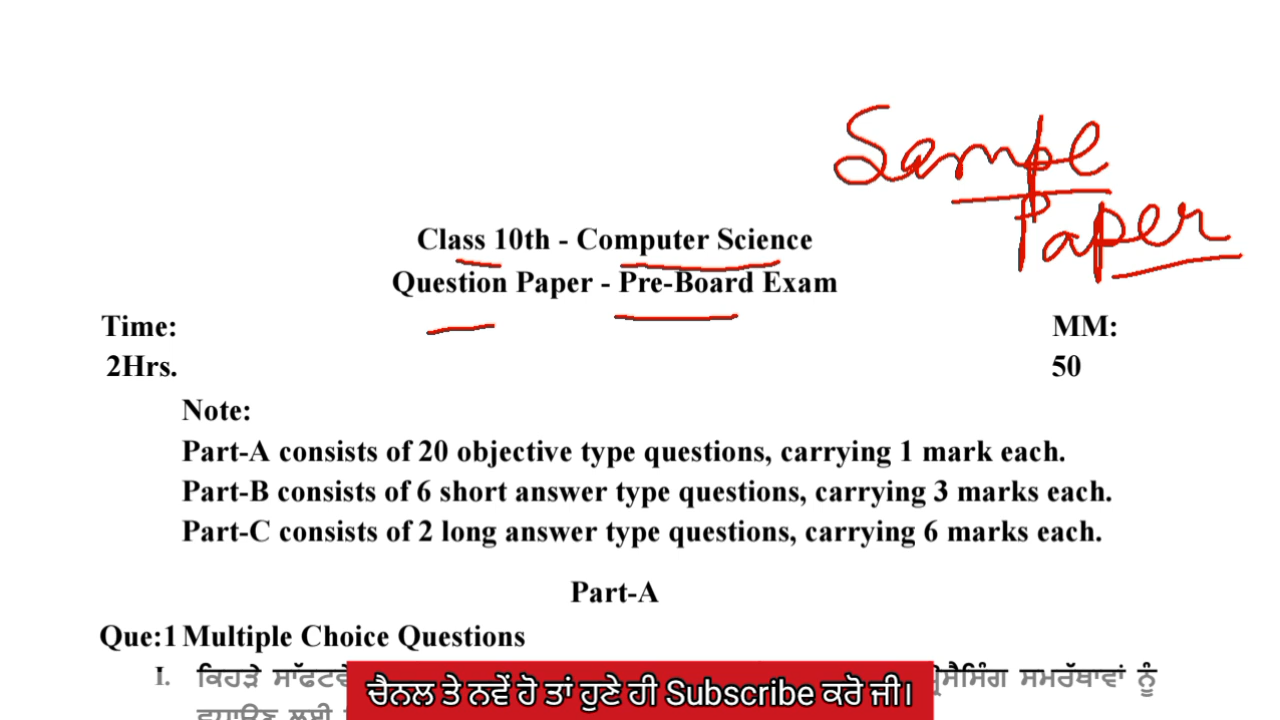 Sample
Paper
Class 10th - Computer Science
Question Paper - Pre-Board Exam
Time: MM:
2Hrs. 50
Note:
Part-A consists of 20 objective type questions, carrying 1 mark each.
Part-B consists of 6 short answer type questions, carrying 3 marks each.
Part-C consists of 2 long answer type questions, carrying 6 marks each.
Part-A
Que:1 Multiple Choice Questions
I. ਕਿਹੜੇ ਸਮਰੱਥਾਵਾਂ ਨੂੰ
ਚੈਨਲ ਤੇ ਨਵੇਂ ਹੋ ਤਾਂ ਹੁਣੇ ਹੀ Subscribe ਕਰੋ ਜੀ।